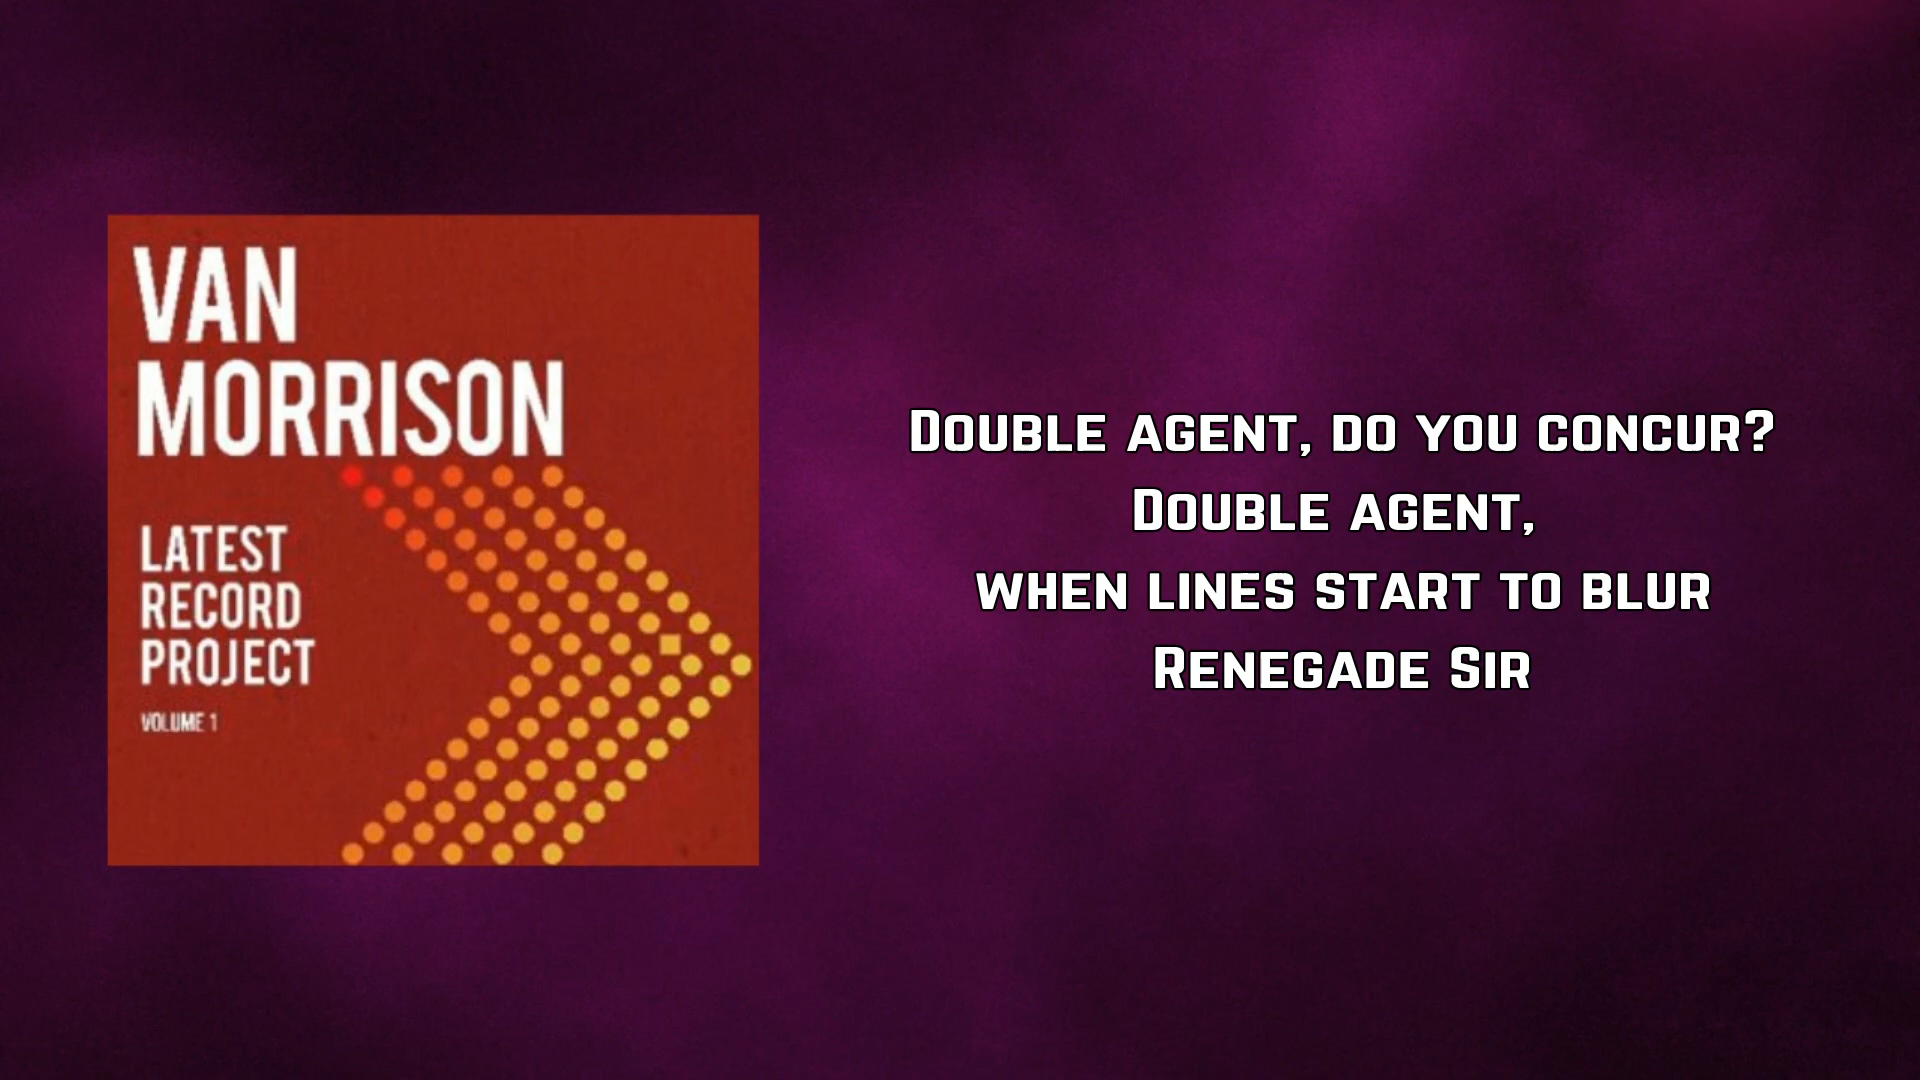 VAN
MORRISON
LATEST
RECORD
PROJECT
VOLUME 1
Double agent, do you concur?
Double agent,
when lines start to blur
Renegade Sir